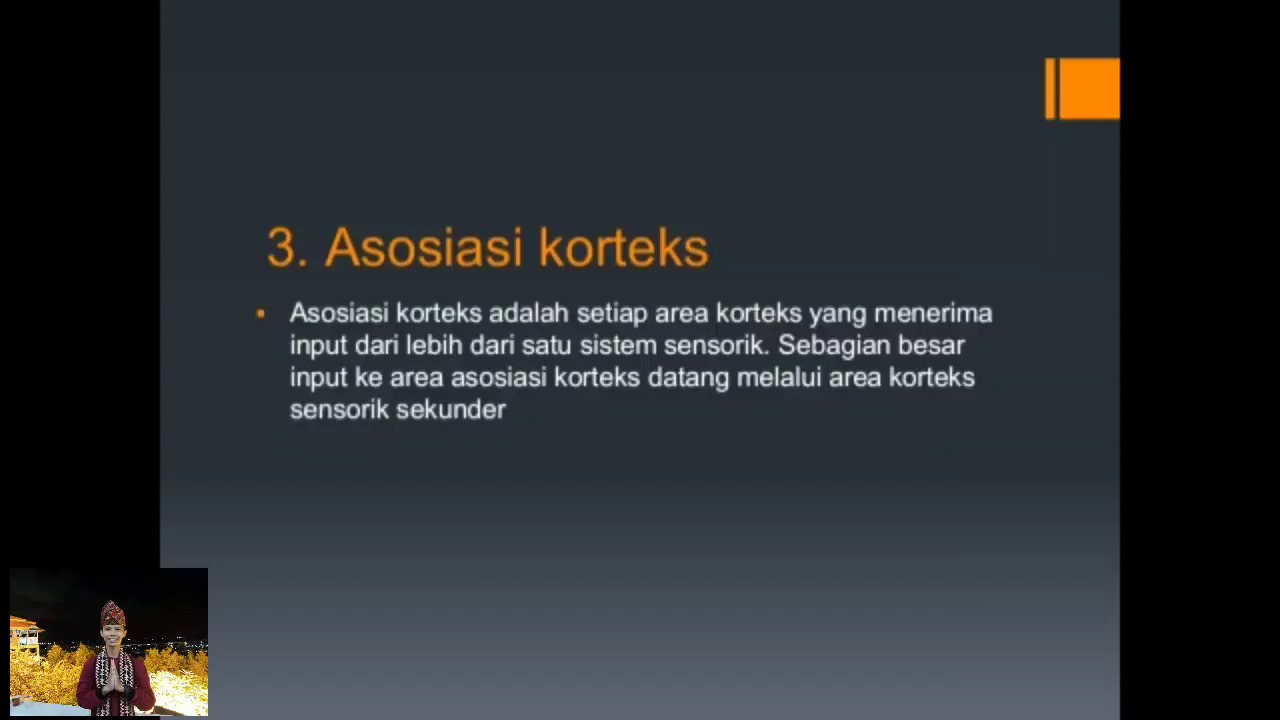 3. Asosiasi korteks
Asosiasi korteks adalah setiap area korteks yang menerima
input dari lebih dari satu sistem sensorik. Sebagian besar
input ke area asosiasi korteks datang melalui area korteks
sensorik sekunder